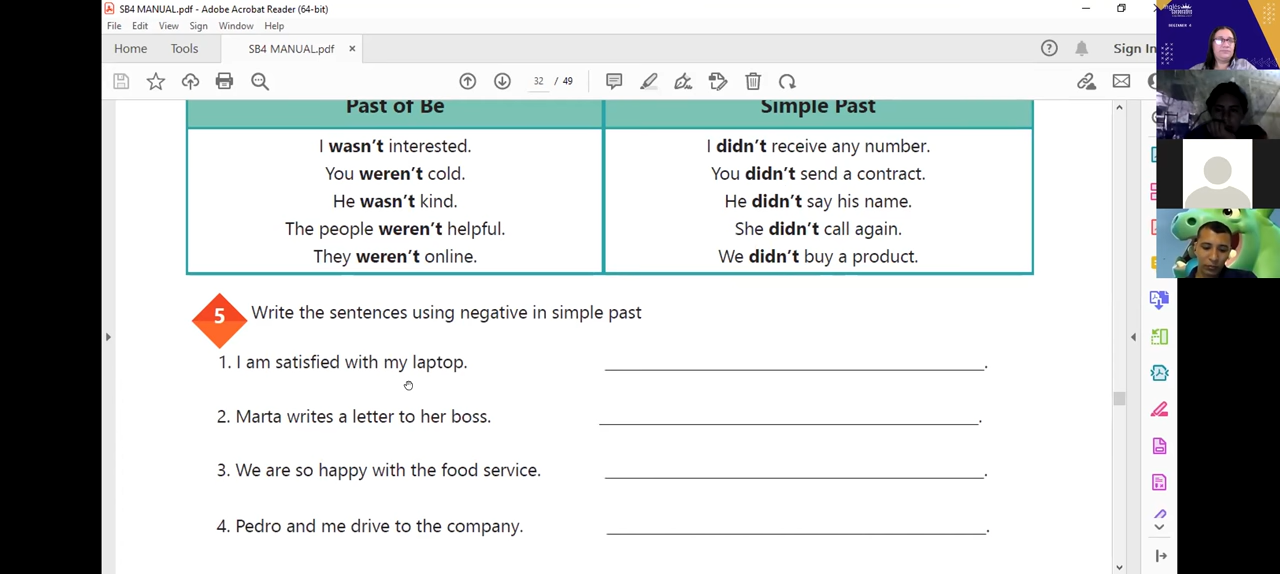 SB4 MANUAL.pdf - Adobe Acrobat Reader (64-bit)
File Edit View Sign Window Help
Home Tools SB4 MANUAL.pdf × Sign In
32 / 49
Past of Be Simple Past
I wasn't interested. I didn't receive any number.
You weren't cold. You didn't send a contract.
He wasn't kind. He didn't say his name.
The people weren't helpful. She didn't call again.
They weren't online. We didn't buy a product.
5 Write the sentences using negative in simple past
1. I am satisfied with my laptop. ________________.
2. Marta writes a letter to her boss. ________________.
3. We are so happy with the food service. ________________.
4. Pedro and me drive to the company. ________________.